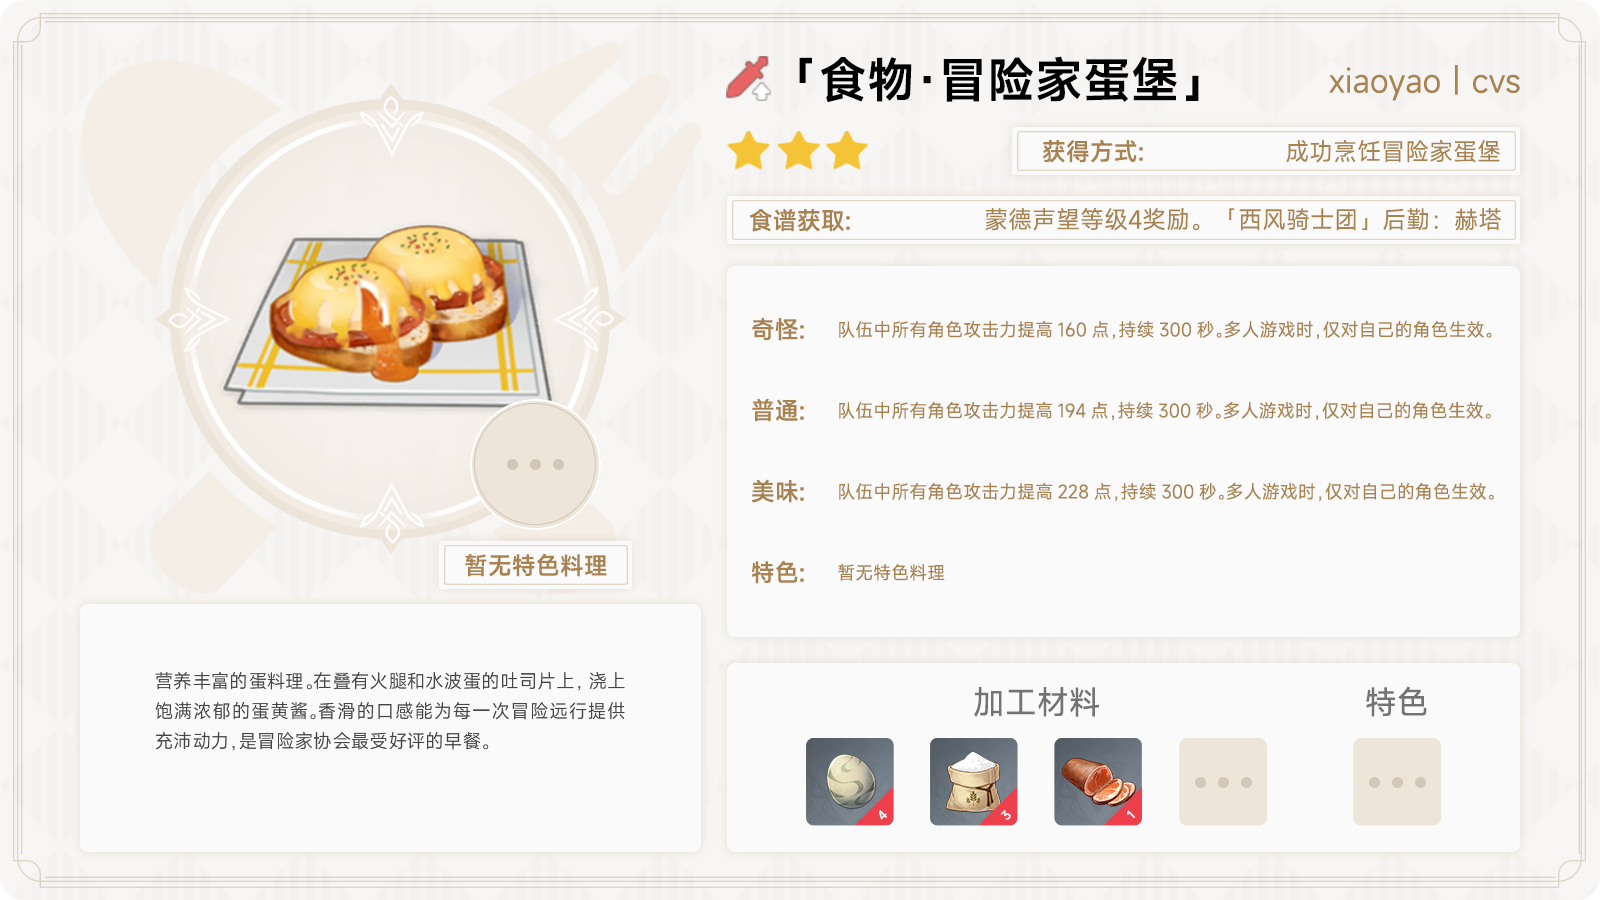 「食物·冒险家蛋堡」
xiaoyao | cvs
获得方式: 成功烹饪冒险家蛋堡
食谱获取: 蒙德声望等级4奖励。「西风骑士团」后勤：赫塔
奇怪: 队伍中所有角色攻击力提高 160 点,持续 300 秒。多人游戏时,仅对自己的角色生效。
普通: 队伍中所有角色攻击力提高 194 点,持续 300 秒。多人游戏时,仅对自己的角色生效。
美味: 队伍中所有角色攻击力提高 228 点,持续 300 秒。多人游戏时,仅对自己的角色生效。
特色: 暂无特色料理
暂无特色料理
营养丰富的蛋料理。在叠有火腿和水波蛋的吐司片上，浇上
饱满浓郁的蛋黄酱。香滑的口感能为每一次冒险远行提供
充沛动力,是冒险家协会最受好评的早餐。
加工材料 特色
4 3 1